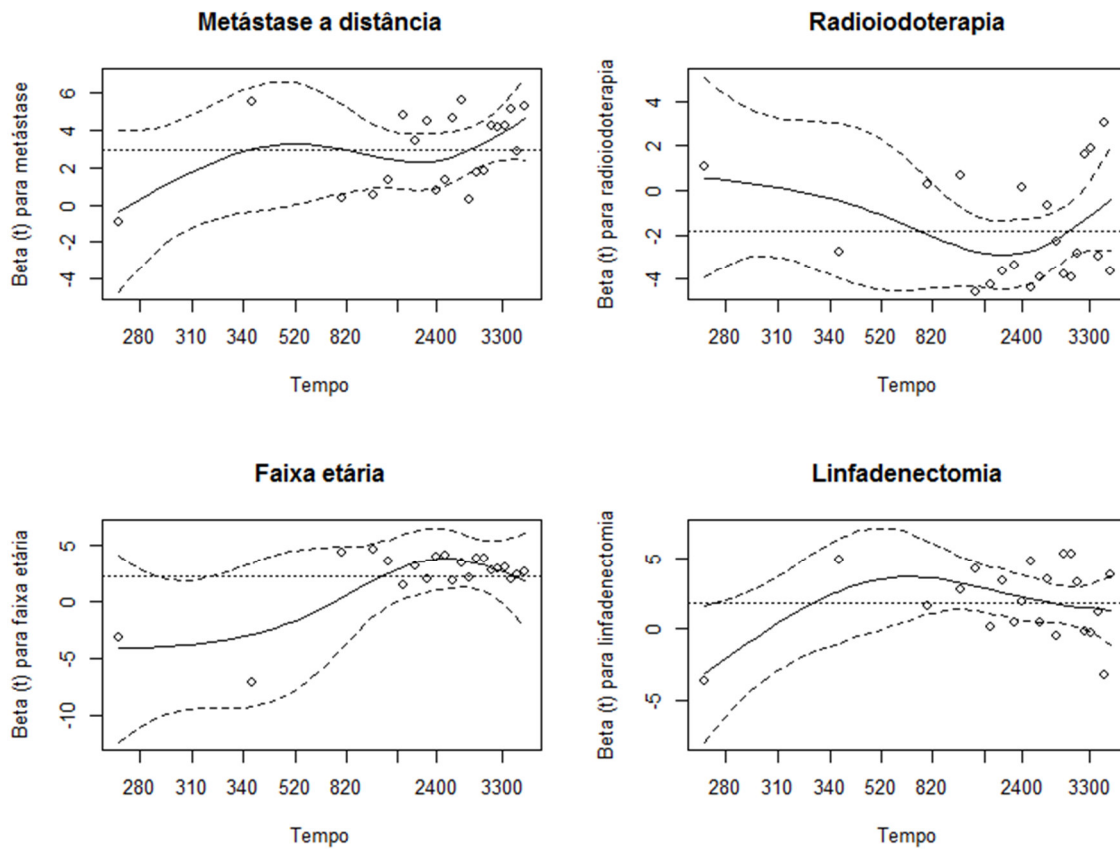 Metástase a distância
Beta (t) para metástase
6
4
2
0
-2
-4
280 310 340 520 820 2400 3300
Tempo
Radioiodoterapia
Beta (t) para radioiodoterapia
4
2
0
-2
-4
280 310 340 520 820 2400 3300
Tempo
Faixa etária
Beta (t) para faixa etária
5
0
-5
-10
280 310 340 520 820 2400 3300
Tempo
Linfadenectomia
Beta (t) para linfadenectomia
5
0
-5
280 310 340 520 820 2400 3300
Tempo